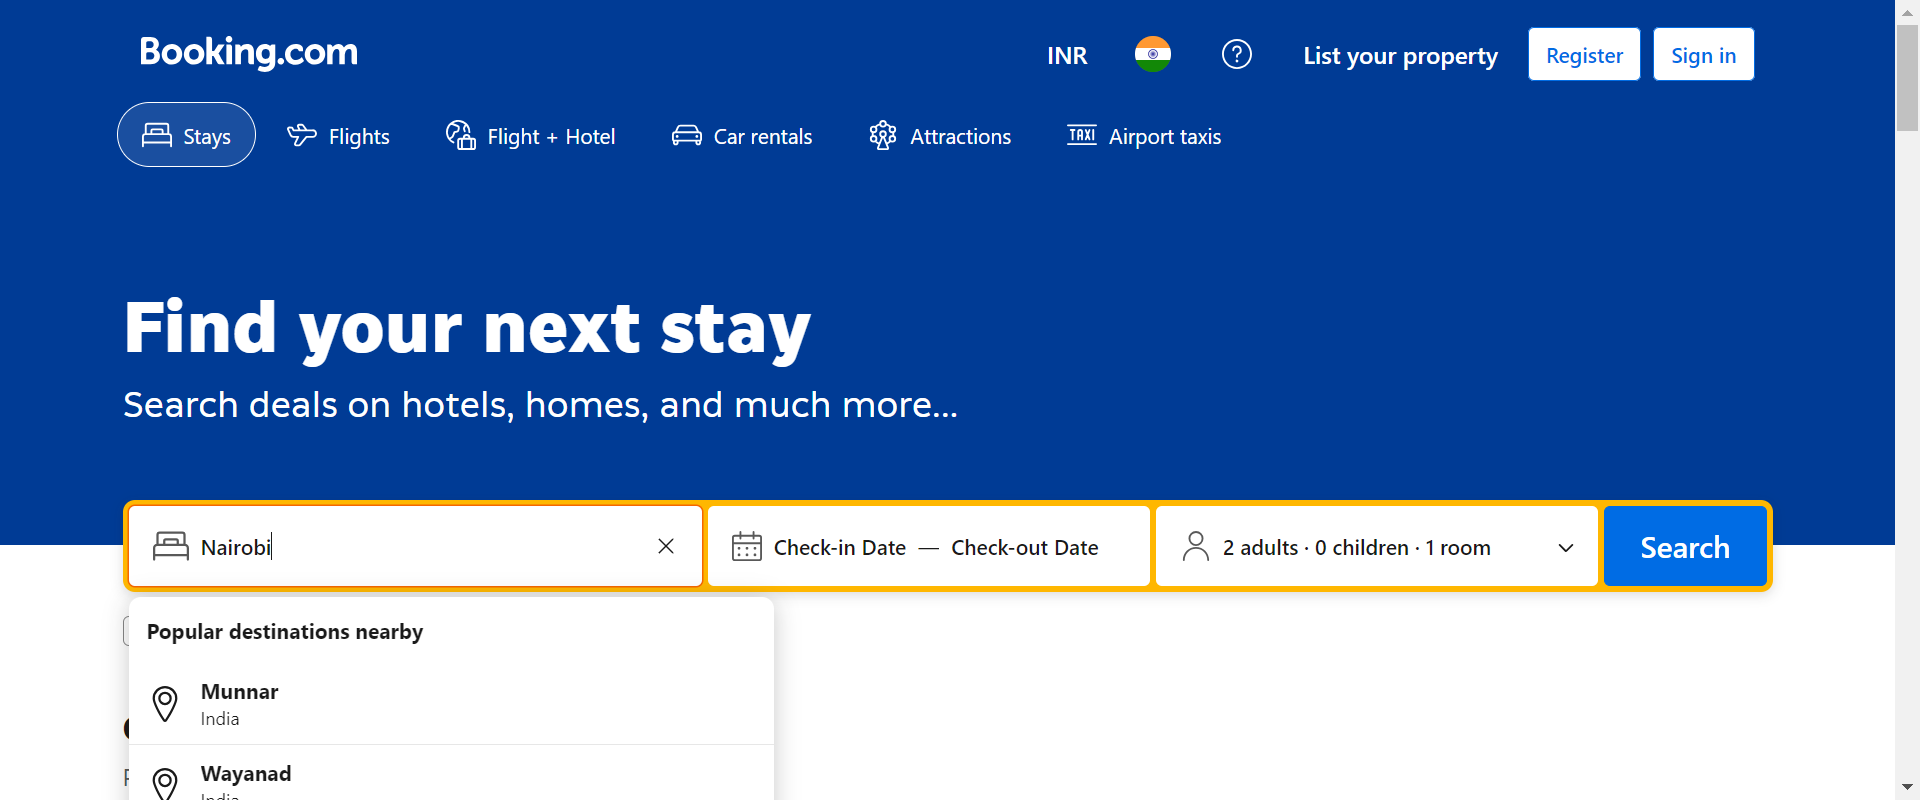 Booking.com
INR
List your property
Register
Sign in
Stays
Flights
Flight + Hotel
Car rentals
Attractions
TAXI Airport taxis
Find your next stay
Search deals on hotels, homes, and much more...
Nairobi
Check-in Date — Check-out Date
2 adults · 0 children · 1 room
Search
Popular destinations nearby
Munnar
India
Wayanad
India